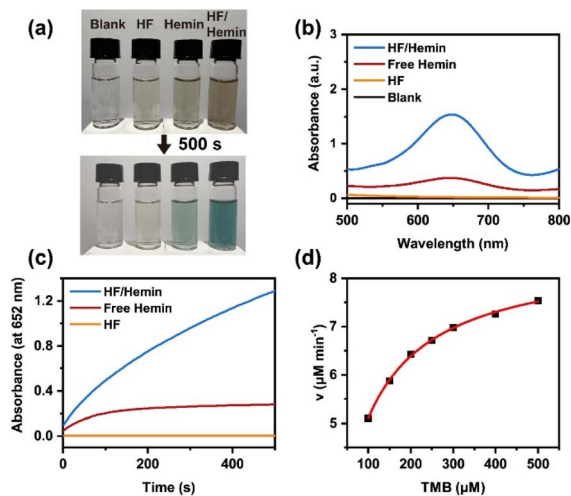 (a)
Blank HF Hemin HF/
Hemin
500 s
(b)
Absorbance (a.u.)
3
2
1
0
HF/Hemin
Free Hemin
HF
Blank
500 600 700 800
Wavelength (nm)
(c)
Absorbance (at 652 nm)
1.2
0.8
0.4
0.0
HF/Hemin
Free Hemin
HF
0 200 400
Time (s)
(d)
v (μM min⁻¹)
8
7
6
5
100 200 300 400 500
TMB (μM)